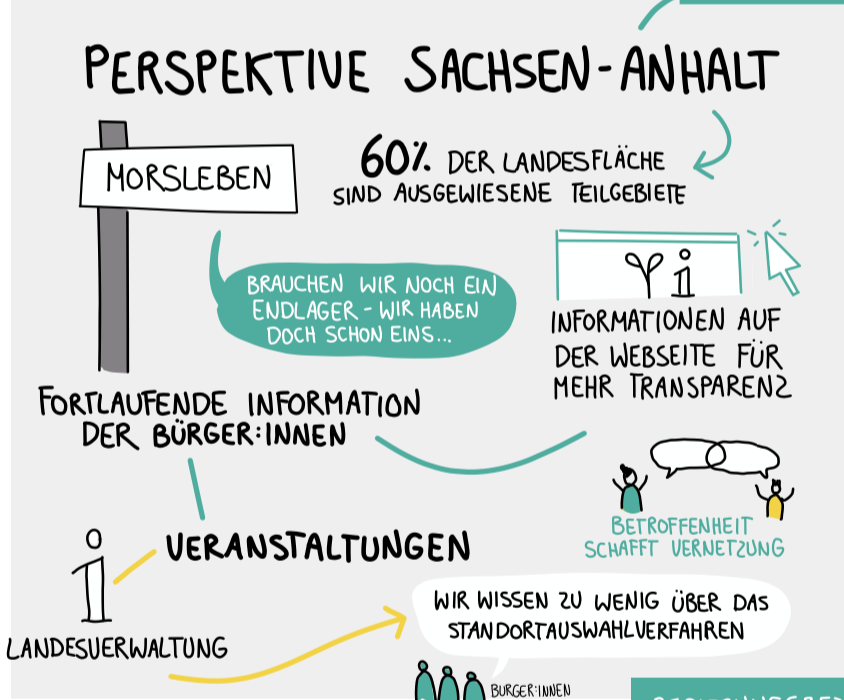 PERSPEKTIVE SACHSEN-ANHALT
MORSLEBEN
60% DER LANDESFLÄCHE
SIND AUSGEWIESENE TEILGEBIETE
BRAUCHEN WIR NOCH EIN
ENDLAGER - WIR HABEN
DOCH SCHON EINS...
i
INFORMATIONEN AUF
DER WEBSEITE FÜR
MEHR TRANSPARENZ
FORTLAUFENDE INFORMATION
DER BÜRGER:INNEN
BETROFFENHEIT
SCHAFFT VERNETZUNG
VERANSTALTUNGEN
i
LANDESVERWALTUNG
WIR WISSEN ZU WENIG ÜBER DAS
STANDORTAUSWAHLVERFAHREN
BÜRGER:INNEN